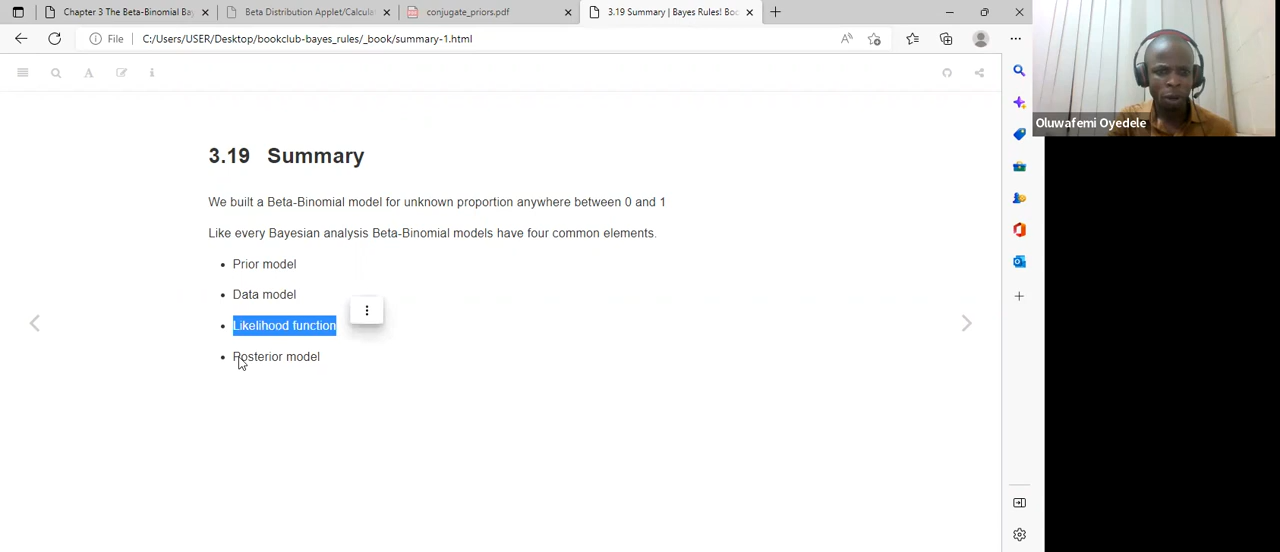 Chapter 3 The Beta-Binomial Ba
Beta Distribution Applet/Calcula
conjugate_priors.pdf
3.19 Summary | Bayes Rules! Boo
File
C:/Users/USER/Desktop/bookclub-bayes_rules/_book/summary-1.html
Oluwafemi Oyedele
3.19 Summary
We built a Beta-Binomial model for unknown proportion anywhere between 0 and 1
Like every Bayesian analysis Beta-Binomial models have four common elements.
• Prior model
• Data model
• Likelihood function
• Posterior model